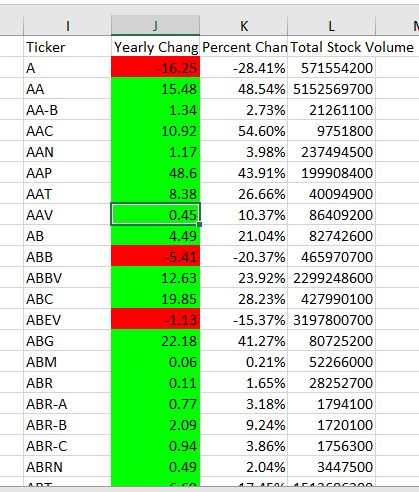 I J K L
Ticker Yearly Chang Percent Chan Total Stock Volume
A -16.25 -28.41% 571554200
AA 15.48 48.54% 5152569700
AA-B 1.34 2.73% 21261100
AAC 10.92 54.60% 9751800
AAN 1.17 3.98% 237494500
AAP 48.6 43.91% 199908400
AAT 8.38 26.66% 40094900
AAV 0.45 10.37% 86409200
AB 4.49 21.04% 82742600
ABB -5.41 -20.37% 465970700
ABBV 12.63 23.92% 2299248600
ABC 19.85 28.23% 427990100
ABEV -1.13 -15.37% 3197800700
ABG 22.18 41.27% 80725200
ABM 0.06 0.21% 52266000
ABR 0.11 1.65% 28252700
ABR-A 0.77 3.18% 1794100
ABR-B 2.09 9.24% 1720100
ABR-C 0.94 3.86% 1756300
ABRN 0.49 2.04% 3447500